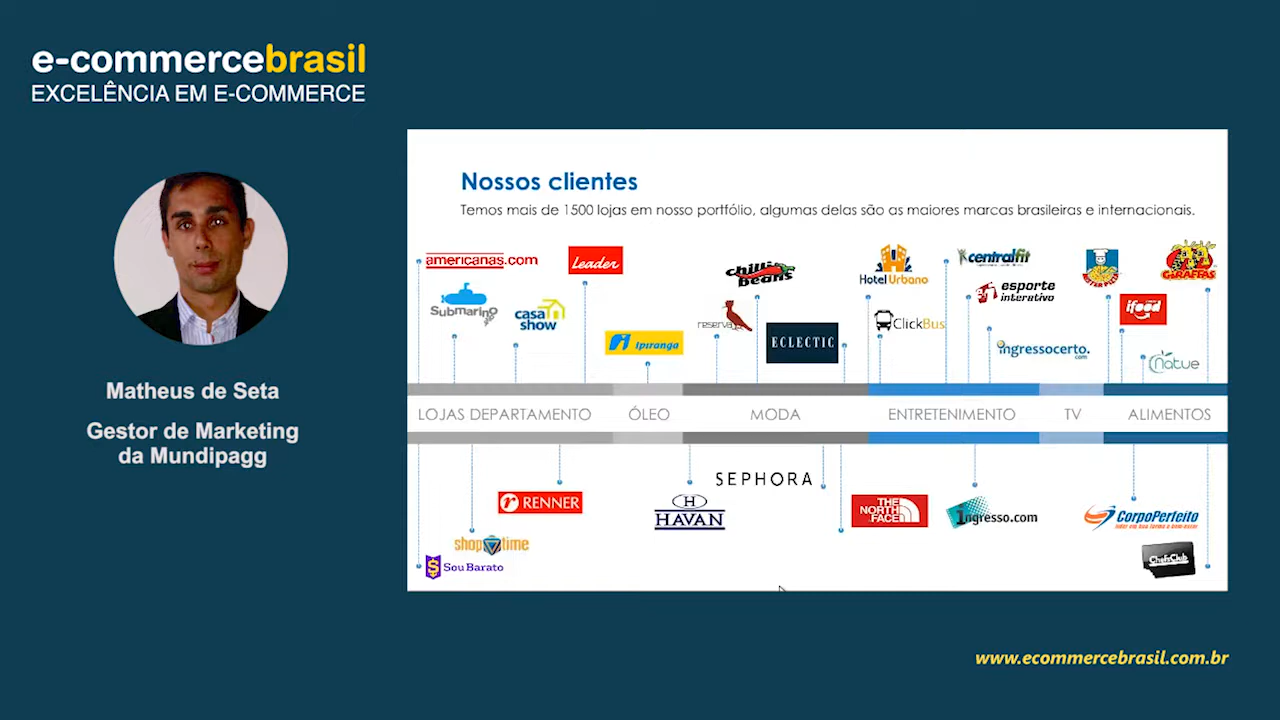 e-commercebrasil
EXCELÊNCIA EM E-COMMERCE
Matheus de Seta
Gestor de Marketing
da Mundipagg
Nossos clientes
Temos mais de 1500 lojas em nosso portfólio, algumas delas são as maiores marcas brasileiras e internacionais.
americanas.com
Leader
Submarino
casa
show
Ipiranga
chilli
beans
reserva
ECLECTIC
Hotel Urbano
ClickBus
centralfit
esporte
interativo
ingressocerto.
com
GIRAFFAS
ifood
natue
LOJAS DEPARTAMENTO
ÓLEO
MODA
ENTRETENIMENTO
TV
ALIMENTOS
RENNER
shoptime
Sou Barato
H
HAVAN
SEPHORA
THE
NORTH
FACE
ingresso.com
CorpoPerfeito
ChefsClub
www.ecommercebrasil.com.br